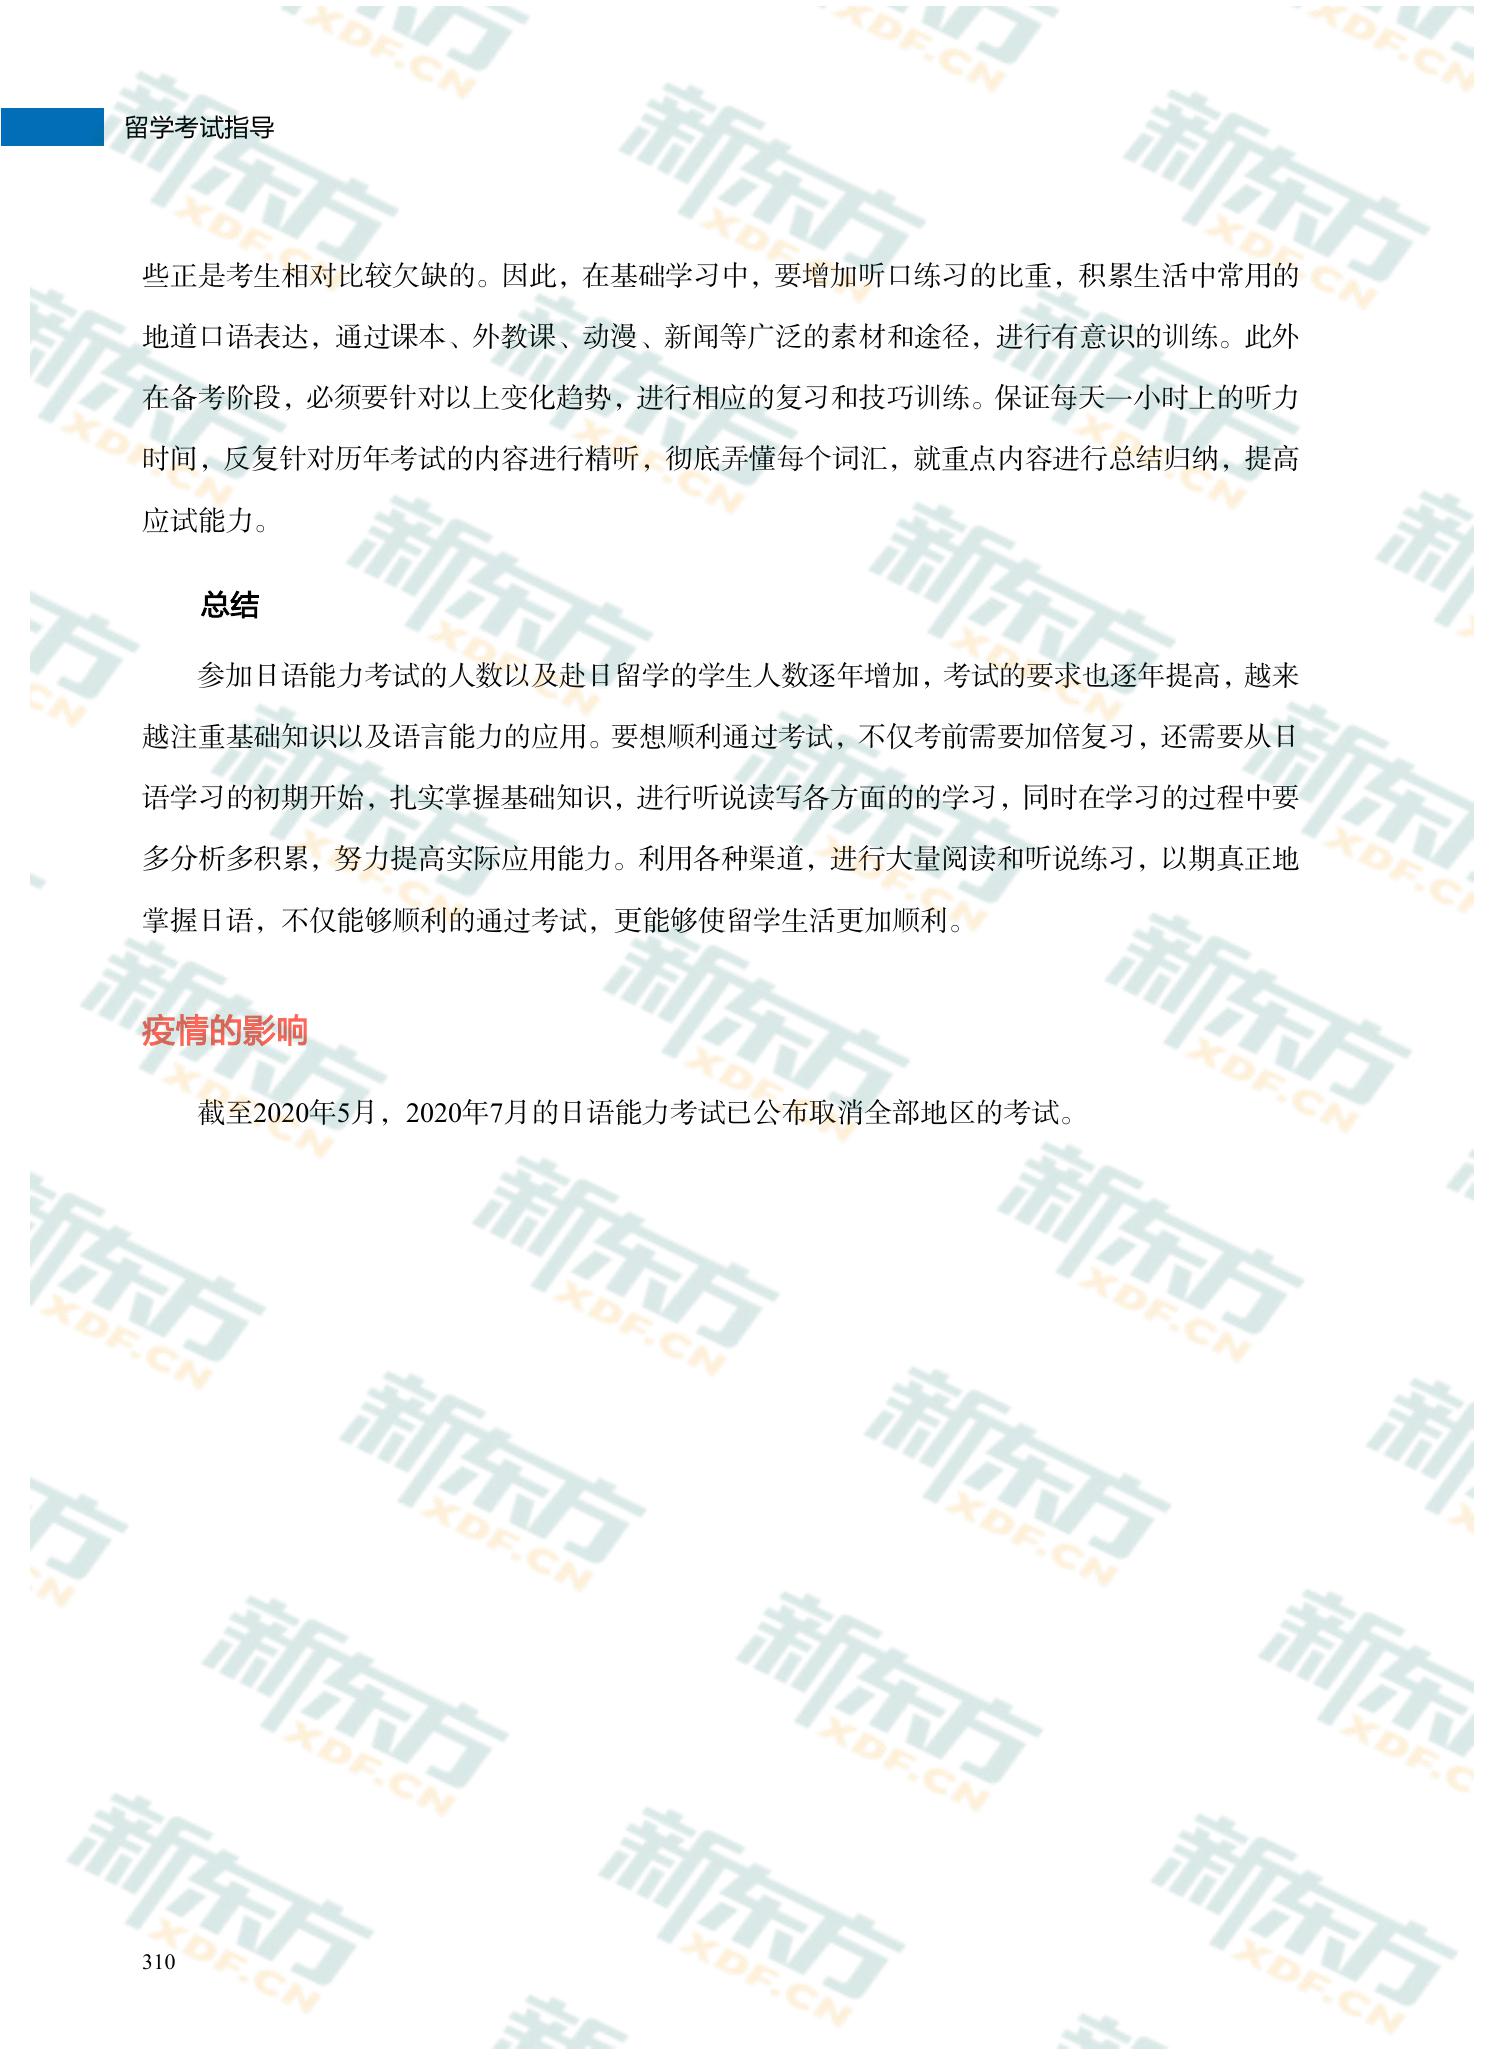 留学考试指导
些正是考生相对比较欠缺的。因此，在基础学习中，要增加听口练习的比重，积累生活中常用的
地道口语表达，通过课本、外教课、动漫、新闻等广泛的素材和途径，进行有意识的训练。此外
在备考阶段，必须要针对以上变化趋势，进行相应的复习和技巧训练。保证每天一小时上的听力
时间，反复针对历年考试的内容进行精听，彻底弄懂每个词汇，就重点内容进行总结归纳，提高
应试能力。
总结
参加日语能力考试的人数以及赴日留学的学生人数逐年增加，考试的要求也逐年提高，越来
越注重基础知识以及语言能力的应用。要想顺利通过考试，不仅考前需要加倍复习，还需要从日
语学习的初期开始，扎实掌握基础知识，进行听说读写各方面的的学习，同时在学习的过程中要
多分析多积累，努力提高实际应用能力。利用各种渠道，进行大量阅读和听说练习，以期真正地
掌握日语，不仅能够顺利的通过考试，更能够使留学生活更加顺利。
疫情的影响
截至2020年5月，2020年7月的日语能力考试已公布取消全部地区的考试。
310
新东方
XDF.CN